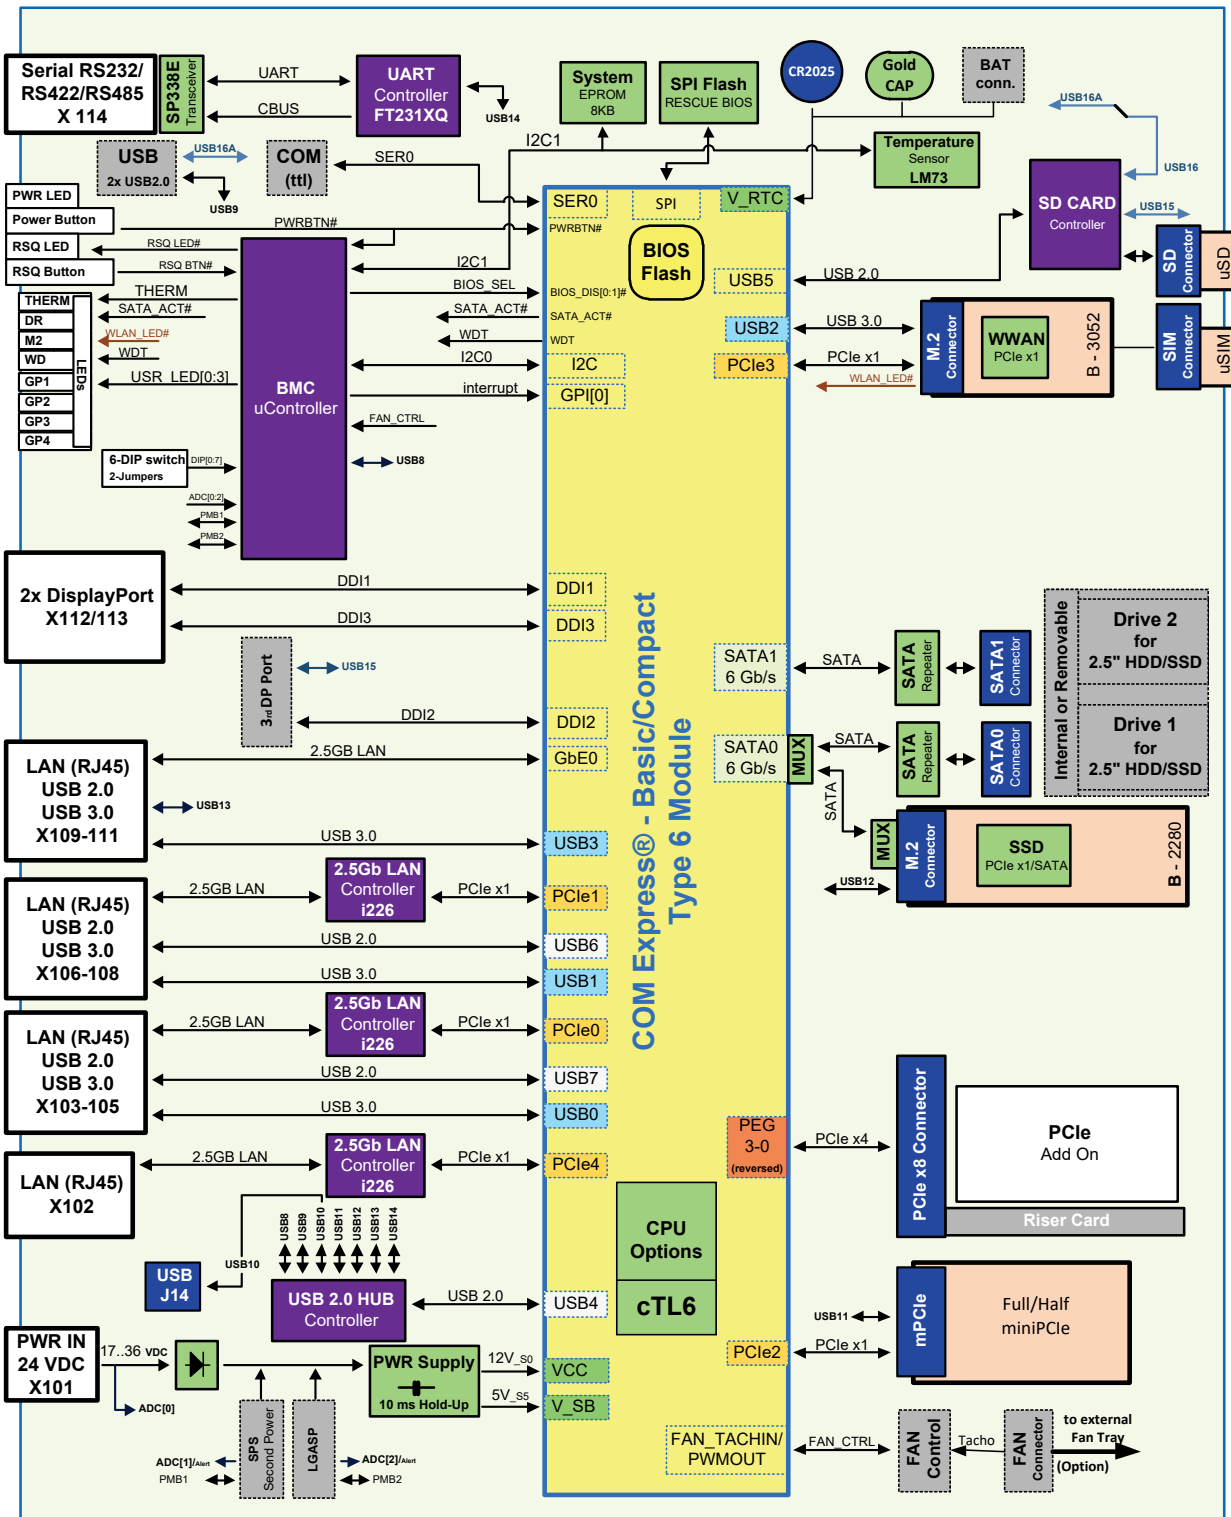 Serial RS232/
RS422/RS485
X 114
SP338E
Transceiver
UART
CBUS
UART
Controller
FT231XQ
USB14
System
EPROM
8KB
SPI Flash
RESCUE BIOS
CR2025
Gold
CAP
BAT
conn.
USB16A
USB
2x USB2.0
USB16A
USB9
COM
(ttl)
SER0
I2C1
Temperature
Sensor
LM73
USB16
SD CARD
Controller
USB15
PWR LED
Power Button
RSQ LED
RSQ Button
PWRBTN#
RSQ LED#
RSQ BTN#
SER0
SPI
V_RTC
PWRBTN#
BIOS
Flash
SD
Connector
uSD
I2C1
USB5
USB 2.0
THERM
DR
M2
WD
GP1
GP2
GP3
GP4
LEDs
THERM
SATA_ACT#
WLAN_LED#
WDT
USR_LED[0:3]
BMC
uController
BIOS_SEL
BIOS_DIS[0:1]#
SATA_ACT#
SATA_ACT#
WDT
WDT
I2C0
I2C
interrupt
GPI[0]
FAN_CTRL
USB8
USB2
USB 3.0
PCIe3
PCIe x1
WLAN_LED#
M.2
Connector
WWAN
PCIe x1
B - 3052
SIM
Connector
uSIM
6-DIP switch
2-Jumpers
DIP[0:7]
ADC[0:2]
PMB1
PMB2
2x DisplayPort
X112/113
DDI1
DDI1
DDI3
DDI3
3rd DP Port
USB15
DDI2
DDI2
COM Express® - Basic/Compact
Type 6 Module
SATA1
6 Gb/s
SATA
SATA
Repeater
SATA1
Connector
Internal or Removable
Drive 2
for
2.5" HDD/SSD
SATA0
6 Gb/s
MUX
SATA
SATA
Repeater
SATA0
Connector
Drive 1
for
2.5" HDD/SSD
SATA
MUX
M.2
Connector
SSD
PCIe x1/SATA
B - 2280
USB12
LAN (RJ45)
USB 2.0
USB 3.0
X109-111
2.5GB LAN
GbE0
USB13
USB 3.0
USB3
LAN (RJ45)
USB 2.0
USB 3.0
X106-108
2.5GB LAN
2.5Gb LAN
Controller
i226
PCIe x1
PCIe1
USB 2.0
USB6
USB 3.0
USB1
LAN (RJ45)
USB 2.0
USB 3.0
X103-105
2.5GB LAN
2.5Gb LAN
Controller
i226
PCIe x1
PCIe0
USB 2.0
USB7
USB 3.0
USB0
LAN (RJ45)
X102
2.5GB LAN
2.5Gb LAN
Controller
i226
PCIe x1
PCIe4
PEG
3-0
(reversed)
PCIe x4
PCIe x8 Connector
PCIe
Add On
Riser Card
USB8
USB9
USB10
USB11
USB12
USB13
USB14
USB10
USB
J14
USB 2.0 HUB
Controller
USB 2.0
USB4
CPU
Options
cTL6
USB11
mPCIe
Full/Half
miniPCIe
PCIe2
PCIe x1
PWR IN
24 VDC
X101
17..36 VDC
ADC[0]
PWR Supply
10 ms Hold-Up
12V_S0
VCC
5V_S5
V_SB
SPS
Second Power
LGASP
ADC[1]/Alert
PMB1
ADC[2]/Alert
PMB2
FAN_TACHIN/
PWMOUT
FAN_CTRL
FAN
Control
Tacho
FAN
Connector
to external
Fan Tray
(Option)